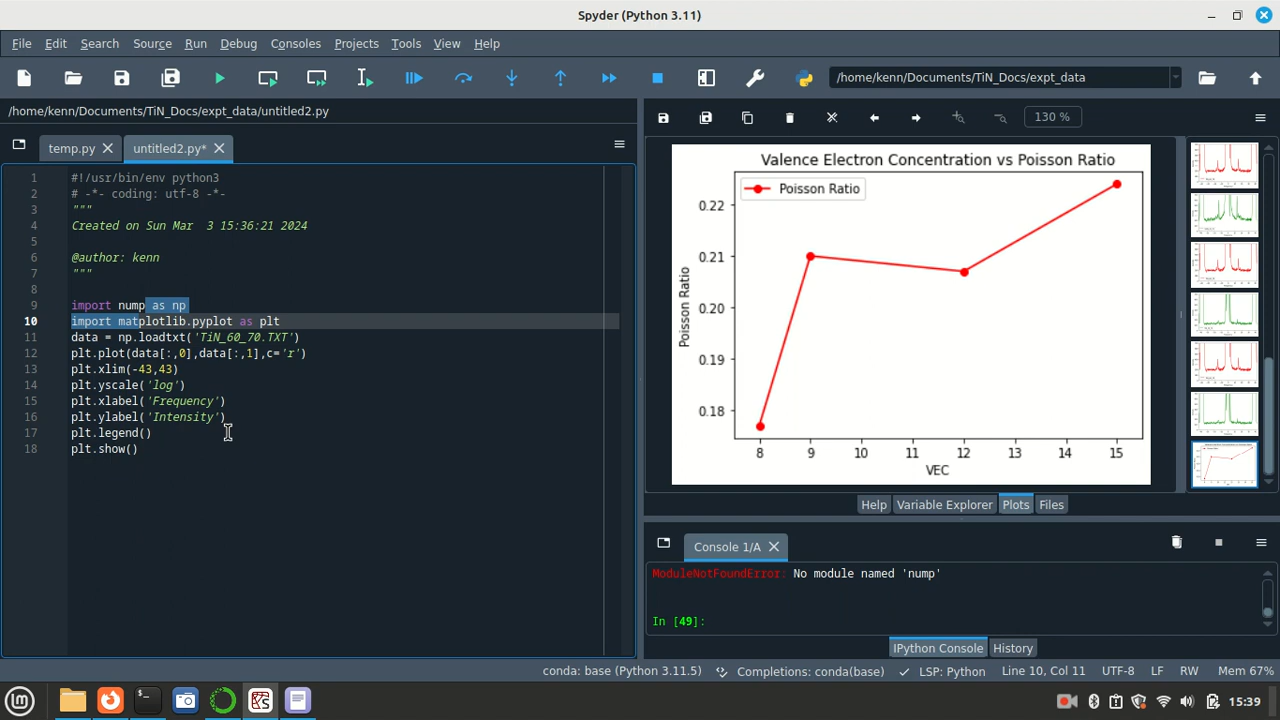 Spyder (Python 3.11)
File Edit Search Source Run Debug Consoles Projects Tools View Help
/home/kenn/Documents/TiN_Docs/expt_data
/home/kenn/Documents/TiN_Docs/expt_data/untitled2.py
temp.py
untitled2.py*
1 #!/usr/bin/env python3
2 # -*- coding: utf-8 -*-
3 """
4 Created on Sun Mar  3 15:36:21 2024
5
6 @author: kenn
7 """
8
9 import nump as np
10 import matplotlib.pyplot as plt
11 data = np.loadtxt('TiN_60_70.TXT')
12 plt.plot(data[:,0],data[:,1],c='r')
13 plt.xlim(-43,43)
14 plt.yscale('log')
15 plt.xlabel('Frequency')
16 plt.ylabel('Intensity')
17 plt.legend()
18 plt.show()
130 %
Valence Electron Concentration vs Poisson Ratio
Poisson Ratio
0.22
0.21
0.20
0.19
0.18
Poisson Ratio
8 9 10 11 12 13 14 15
VEC
Help Variable Explorer Plots Files
Console 1/A
ModuleNotFoundError: No module named 'nump'
In [49]:
IPython Console History
conda: base (Python 3.11.5) Completions: conda(base) LSP: Python Line 10, Col 11 UTF-8 LF RW Mem 67%
15:39